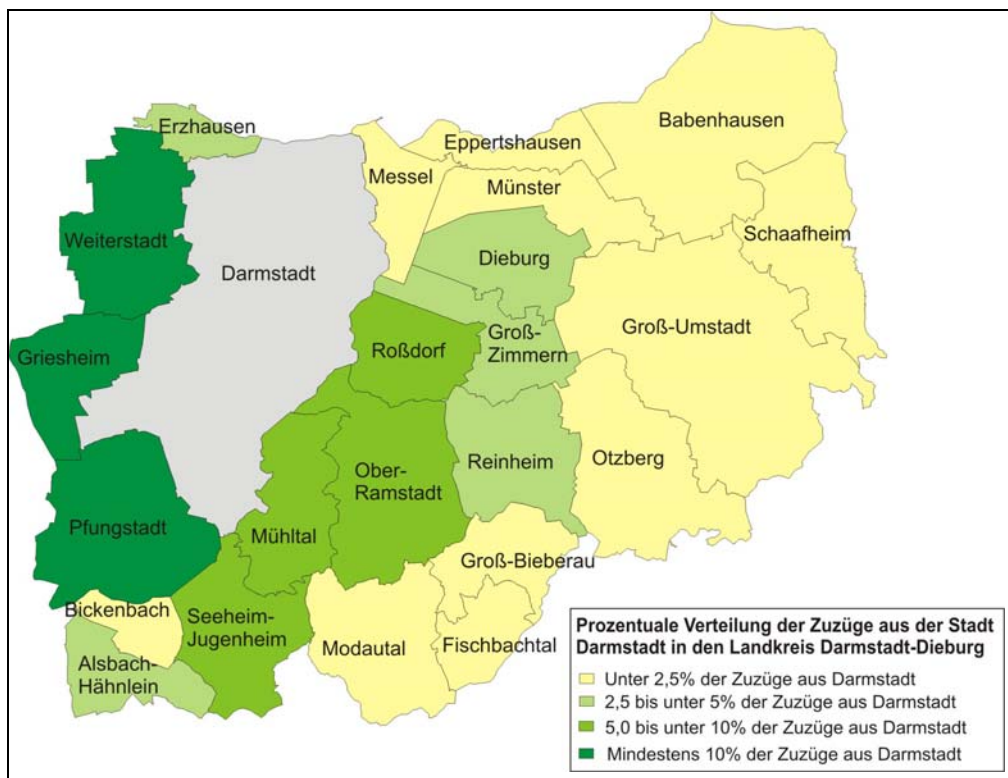 Erzhausen
Babenhausen
Eppertshausen
Messel
Münster
Schaafheim
Weiterstadt
Dieburg
Darmstadt
Groß-Umstadt
Groß-
Zimmern
Roßdorf
Griesheim
Reinheim
Otzberg
Ober-
Ramstadt
Pfungstadt
Mühltal
Groß-Bieberau
Bickenbach
Seeheim-
Jugenheim
Modautal
Fischbachtal
Alsbach-
Hähnlein
Prozentuale Verteilung der Zuzüge aus der Stadt
Darmstadt in den Landkreis Darmstadt-Dieburg
Unter 2,5% der Zuzüge aus Darmstadt
2,5 bis unter 5% der Zuzüge aus Darmstadt
5,0 bis unter 10% der Zuzüge aus Darmstadt
Mindestens 10% der Zuzüge aus Darmstadt